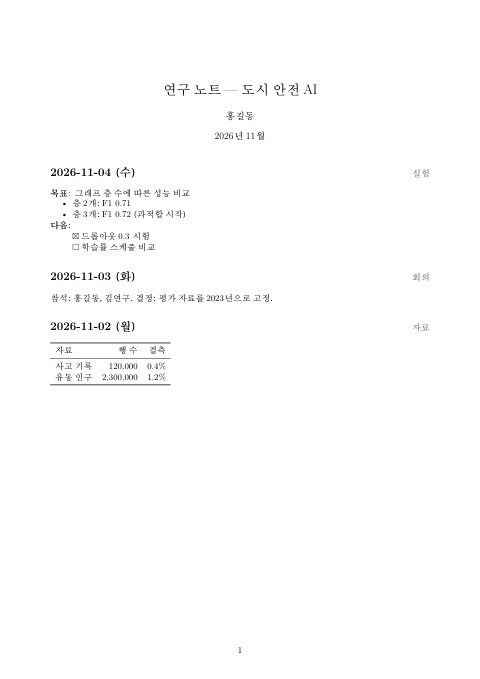 연구 노트 — 도시 안전 AI
홍길동
2026년 11월
2026-11-04 (수) 실험
목표: 그래프 층 수에 따른 성능 비교
• 층 2개: F1 0.71
• 층 3개: F1 0.72 (과적합 시작)
다음:
☒ 드롭아웃 0.3 시험
☐ 학습률 스케줄 비교
2026-11-03 (화) 회의
참석: 홍길동, 김연구. 결정: 평가 자료를 2023년으로 고정.
2026-11-02 (월) 자료
자료 행 수 결측
사고 기록 120,000 0.4%
유동 인구 2,300,000 1.2%
1